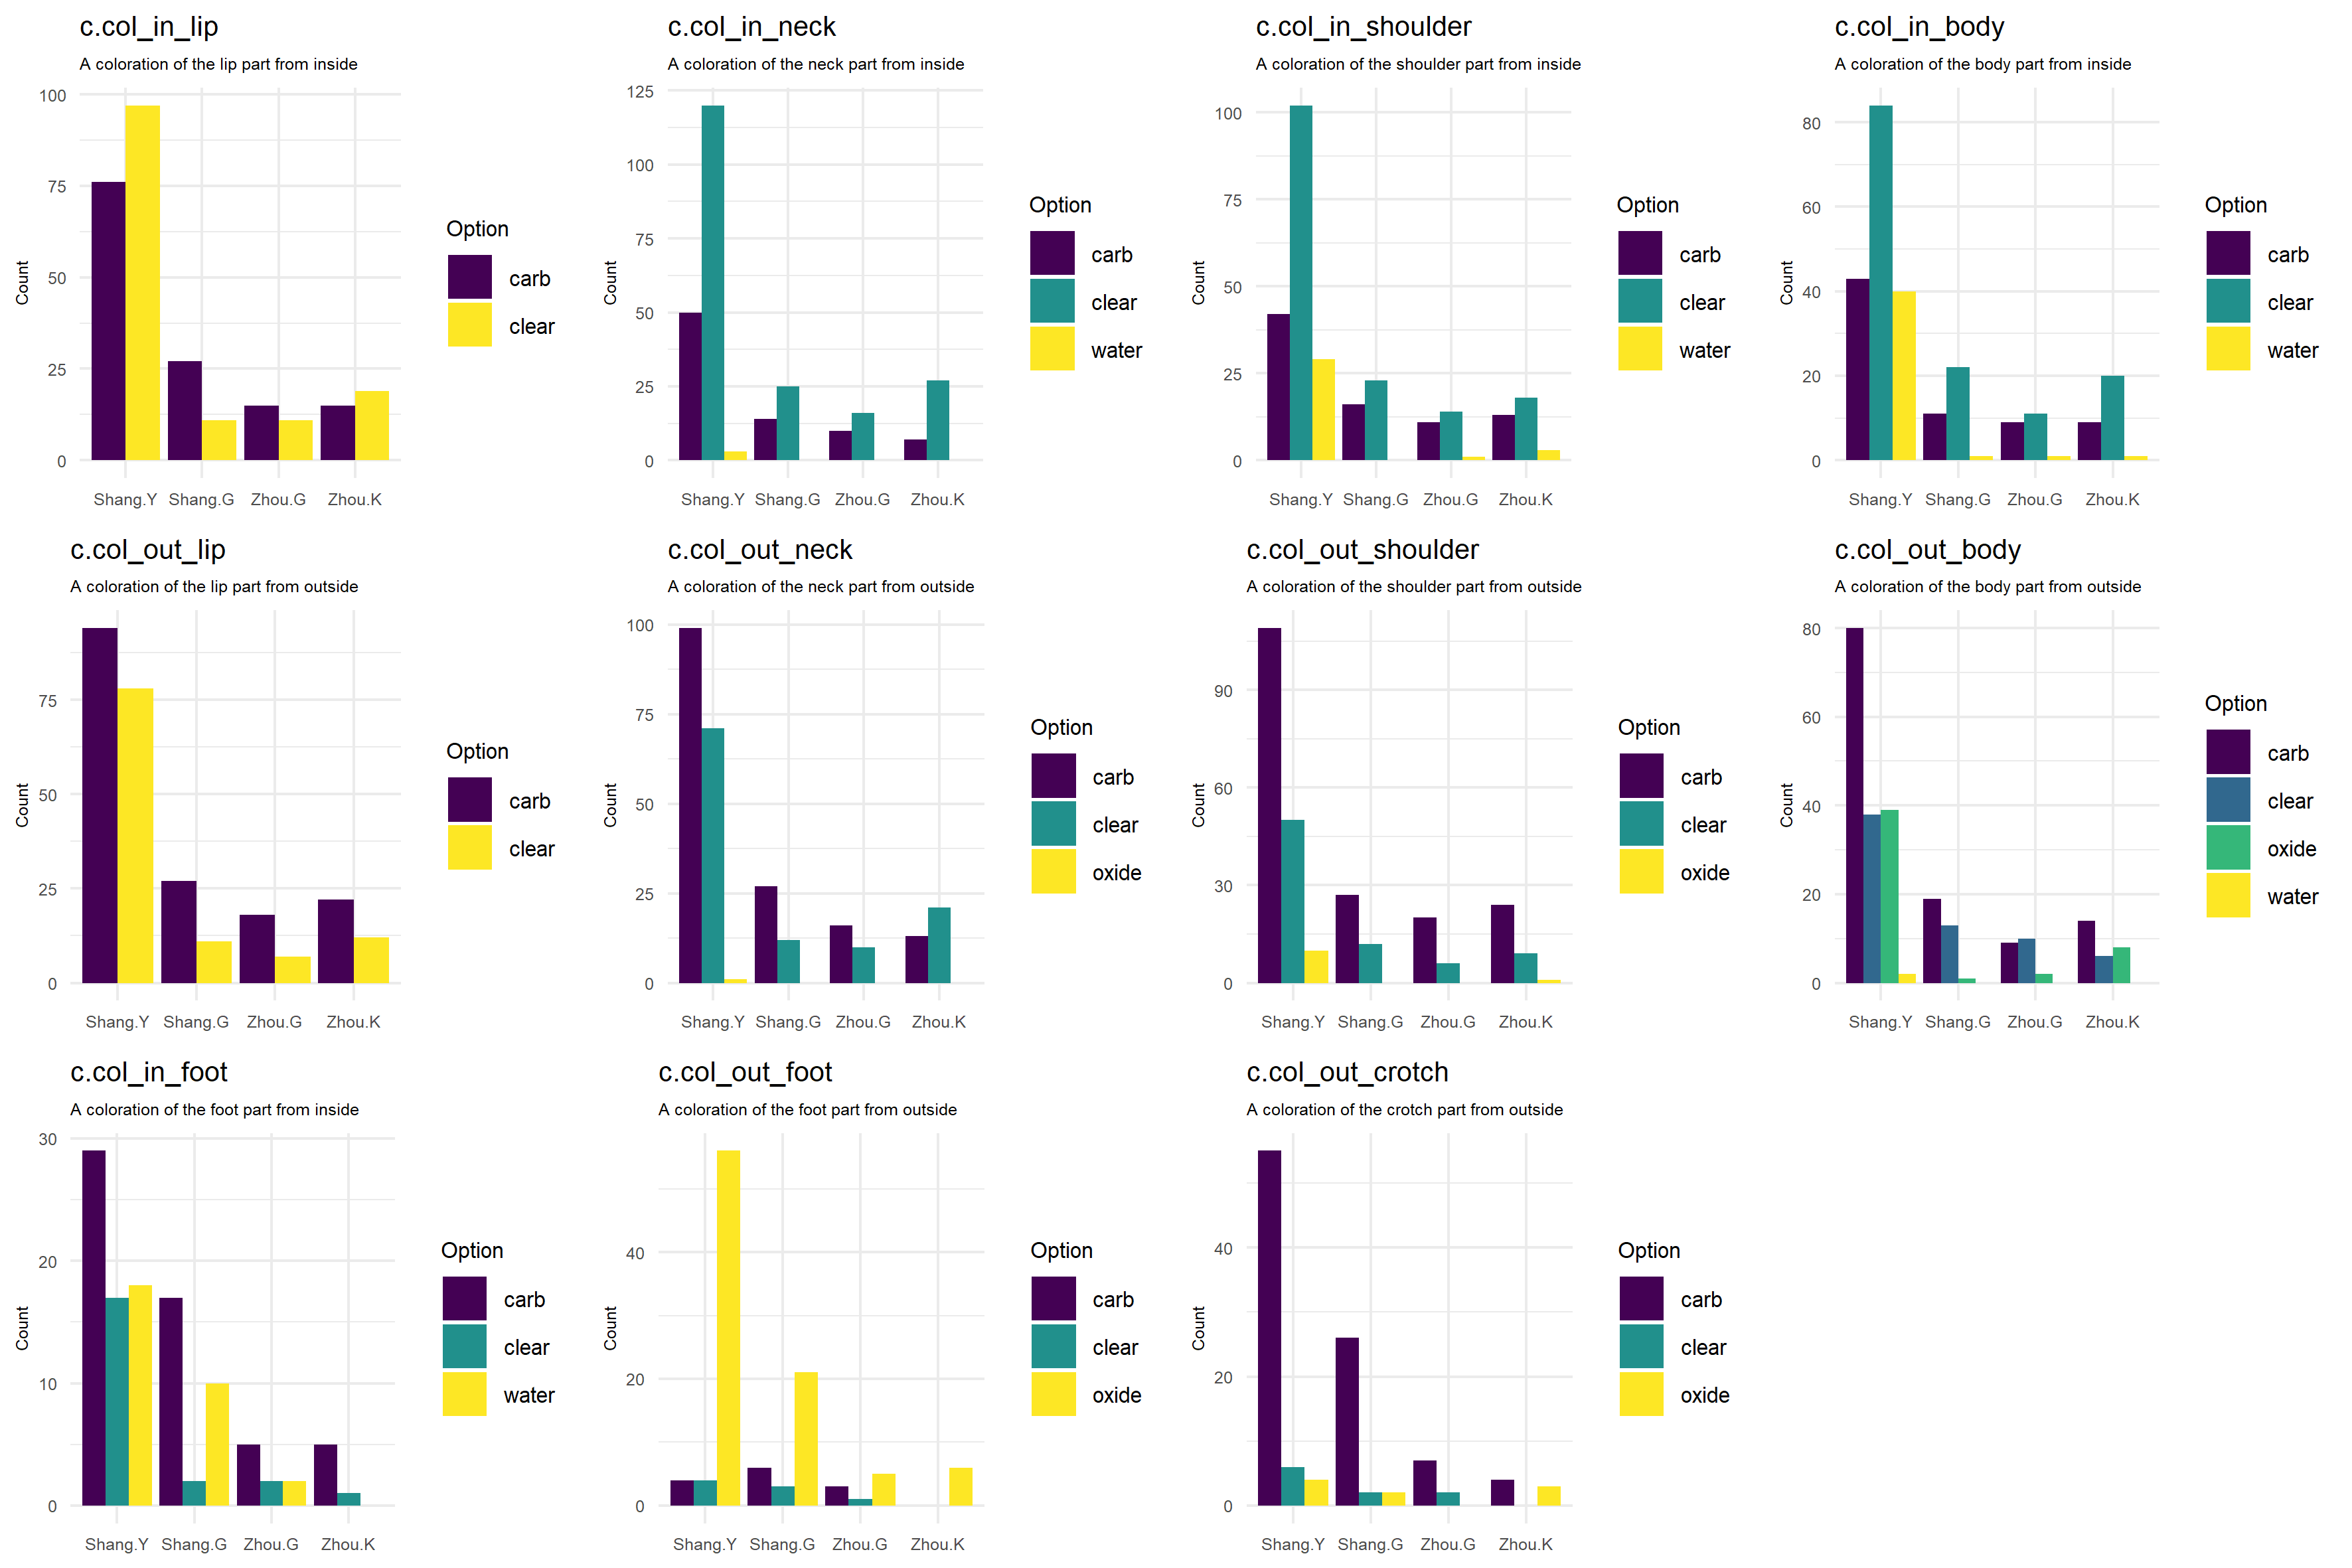 c.col_in_lip
A coloration of the lip part from inside
100
75
50
25
0
Count
Shang.Y Shang.G Zhou.G Zhou.K
Option
carb
clear
c.col_in_neck
A coloration of the neck part from inside
125
100
75
50
25
0
Count
Shang.Y Shang.G Zhou.G Zhou.K
Option
carb
clear
water
c.col_in_shoulder
A coloration of the shoulder part from inside
100
75
50
25
0
Count
Shang.Y Shang.G Zhou.G Zhou.K
Option
carb
clear
water
c.col_in_body
A coloration of the body part from inside
80
60
40
20
0
Count
Shang.Y Shang.G Zhou.G Zhou.K
Option
carb
clear
water
c.col_out_lip
A coloration of the lip part from outside
75
50
25
0
Count
Shang.Y Shang.G Zhou.G Zhou.K
Option
carb
clear
c.col_out_neck
A coloration of the neck part from outside
100
75
50
25
0
Count
Shang.Y Shang.G Zhou.G Zhou.K
Option
carb
clear
oxide
c.col_out_shoulder
A coloration of the shoulder part from outside
90
60
30
0
Count
Shang.Y Shang.G Zhou.G Zhou.K
Option
carb
clear
oxide
c.col_out_body
A coloration of the body part from outside
80
60
40
20
0
Count
Shang.Y Shang.G Zhou.G Zhou.K
Option
carb
clear
oxide
water
c.col_in_foot
A coloration of the foot part from inside
30
20
10
0
Count
Shang.Y Shang.G Zhou.G Zhou.K
Option
carb
clear
water
c.col_out_foot
A coloration of the foot part from outside
40
20
0
Count
Shang.Y Shang.G Zhou.G Zhou.K
Option
carb
clear
oxide
c.col_out_crotch
A coloration of the crotch part from outside
40
20
0
Count
Shang.Y Shang.G Zhou.G Zhou.K
Option
carb
clear
oxide